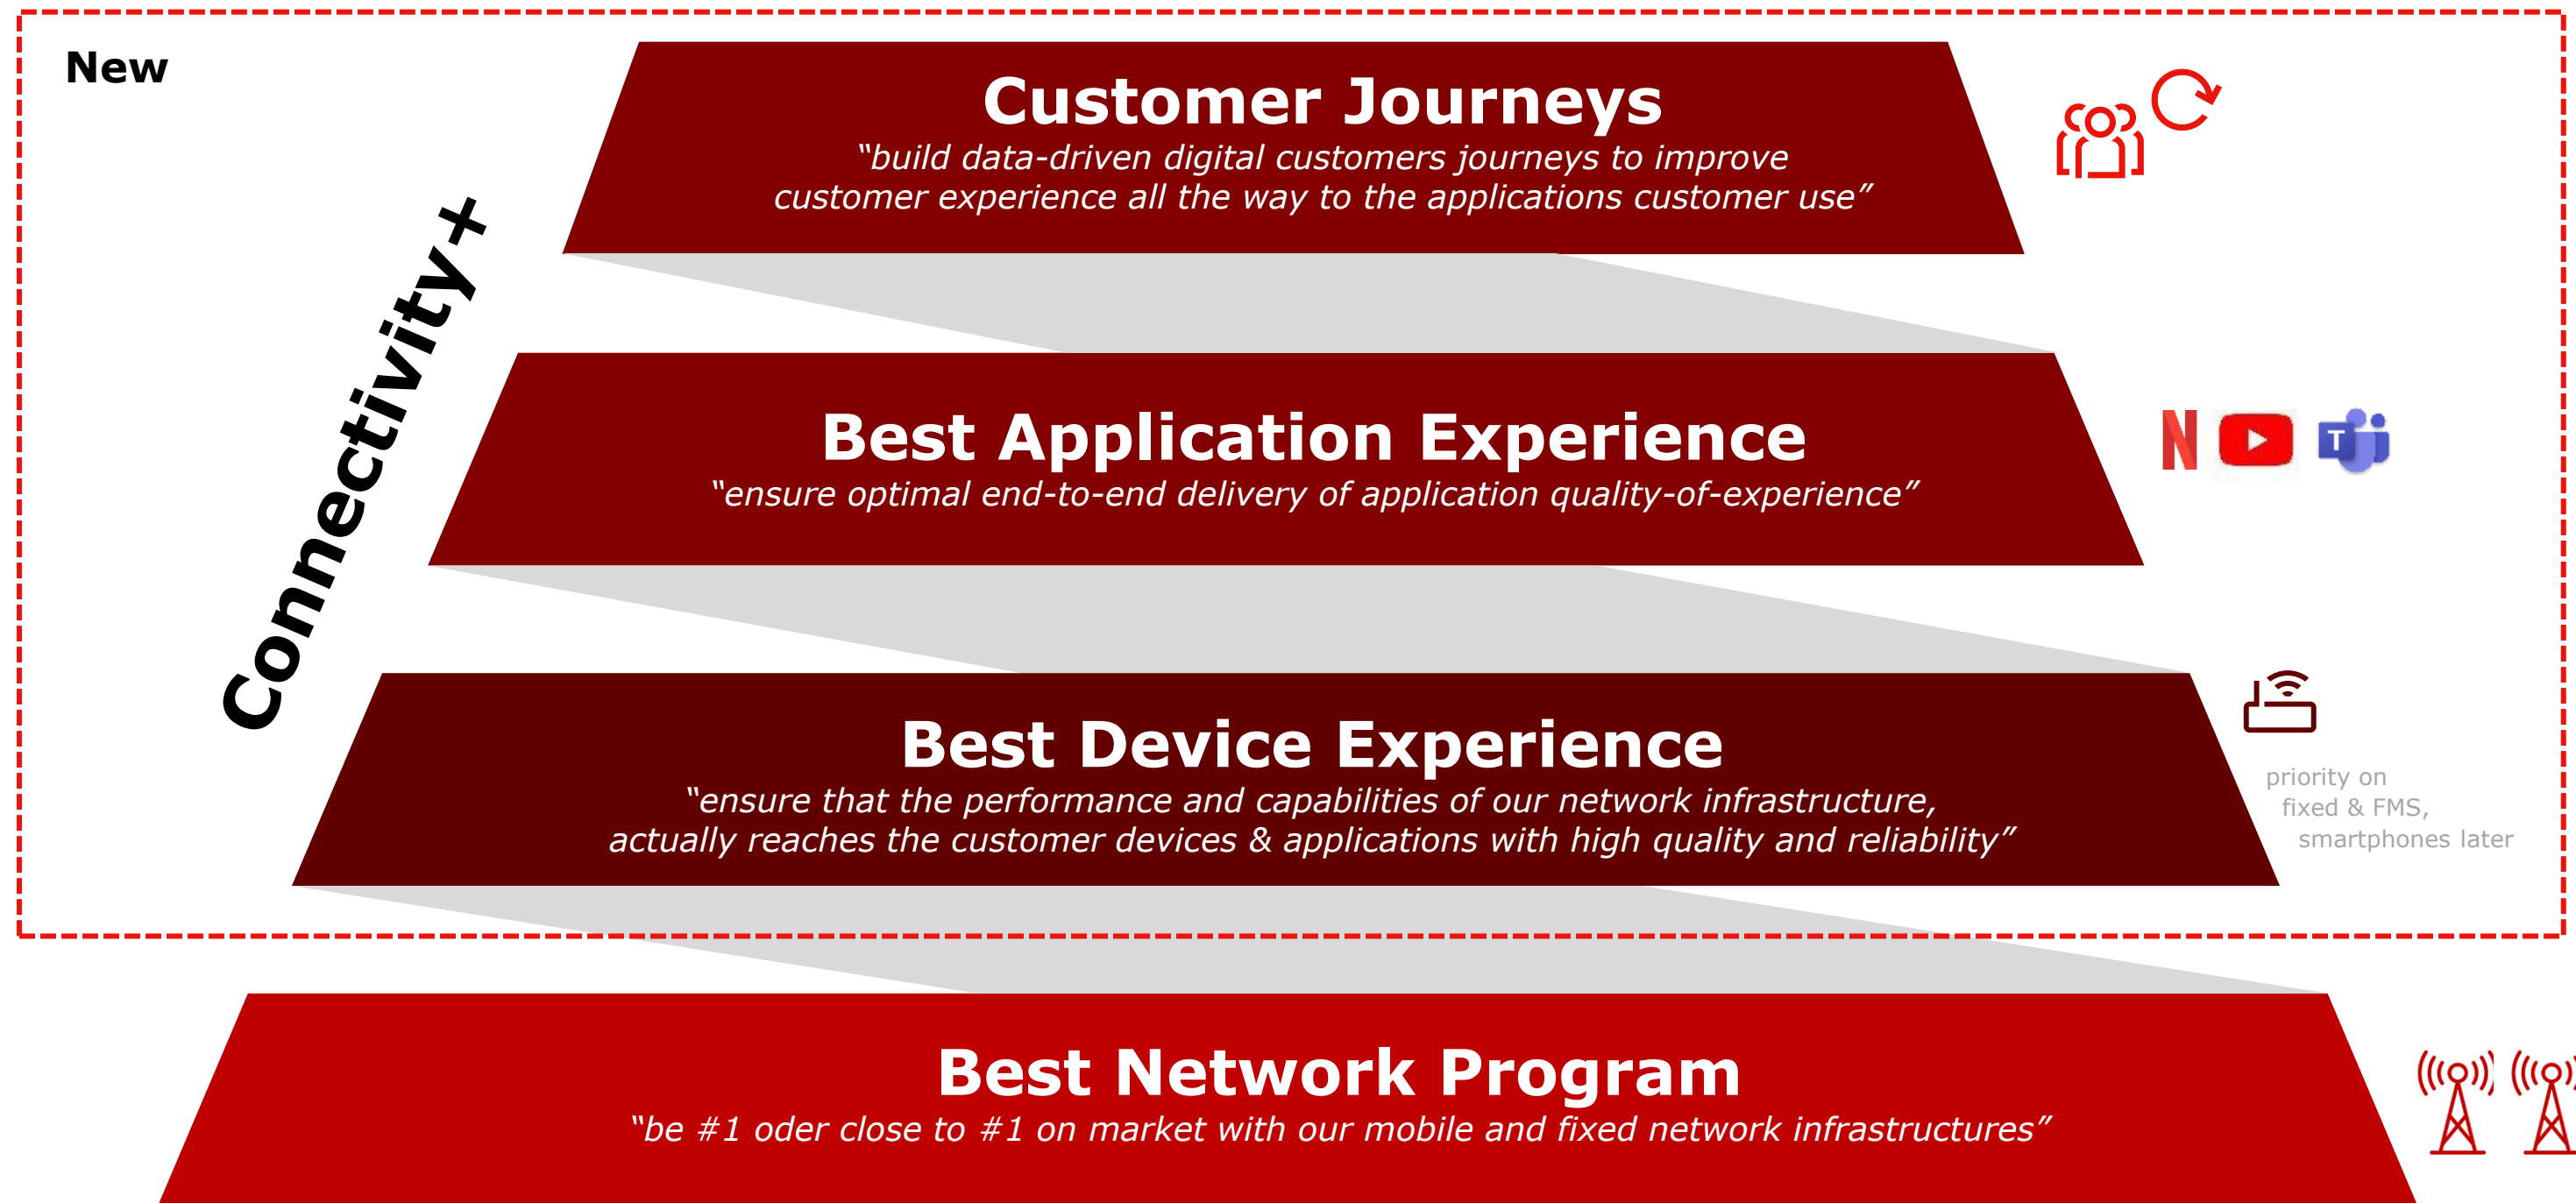 New
Connectivity+
Customer Journeys
“build data-driven digital customers journeys to improve
customer experience all the way to the applications customer use”
Best Application Experience
“ensure optimal end-to-end delivery of application quality-of-experience”
N
T
Best Device Experience
“ensure that the performance and capabilities of our network infrastructure,
actually reaches the customer devices & applications with high quality and reliability”
priority on
fixed & FMS,
smartphones later
Best Network Program
“be #1 oder close to #1 on market with our mobile and fixed network infrastructures”